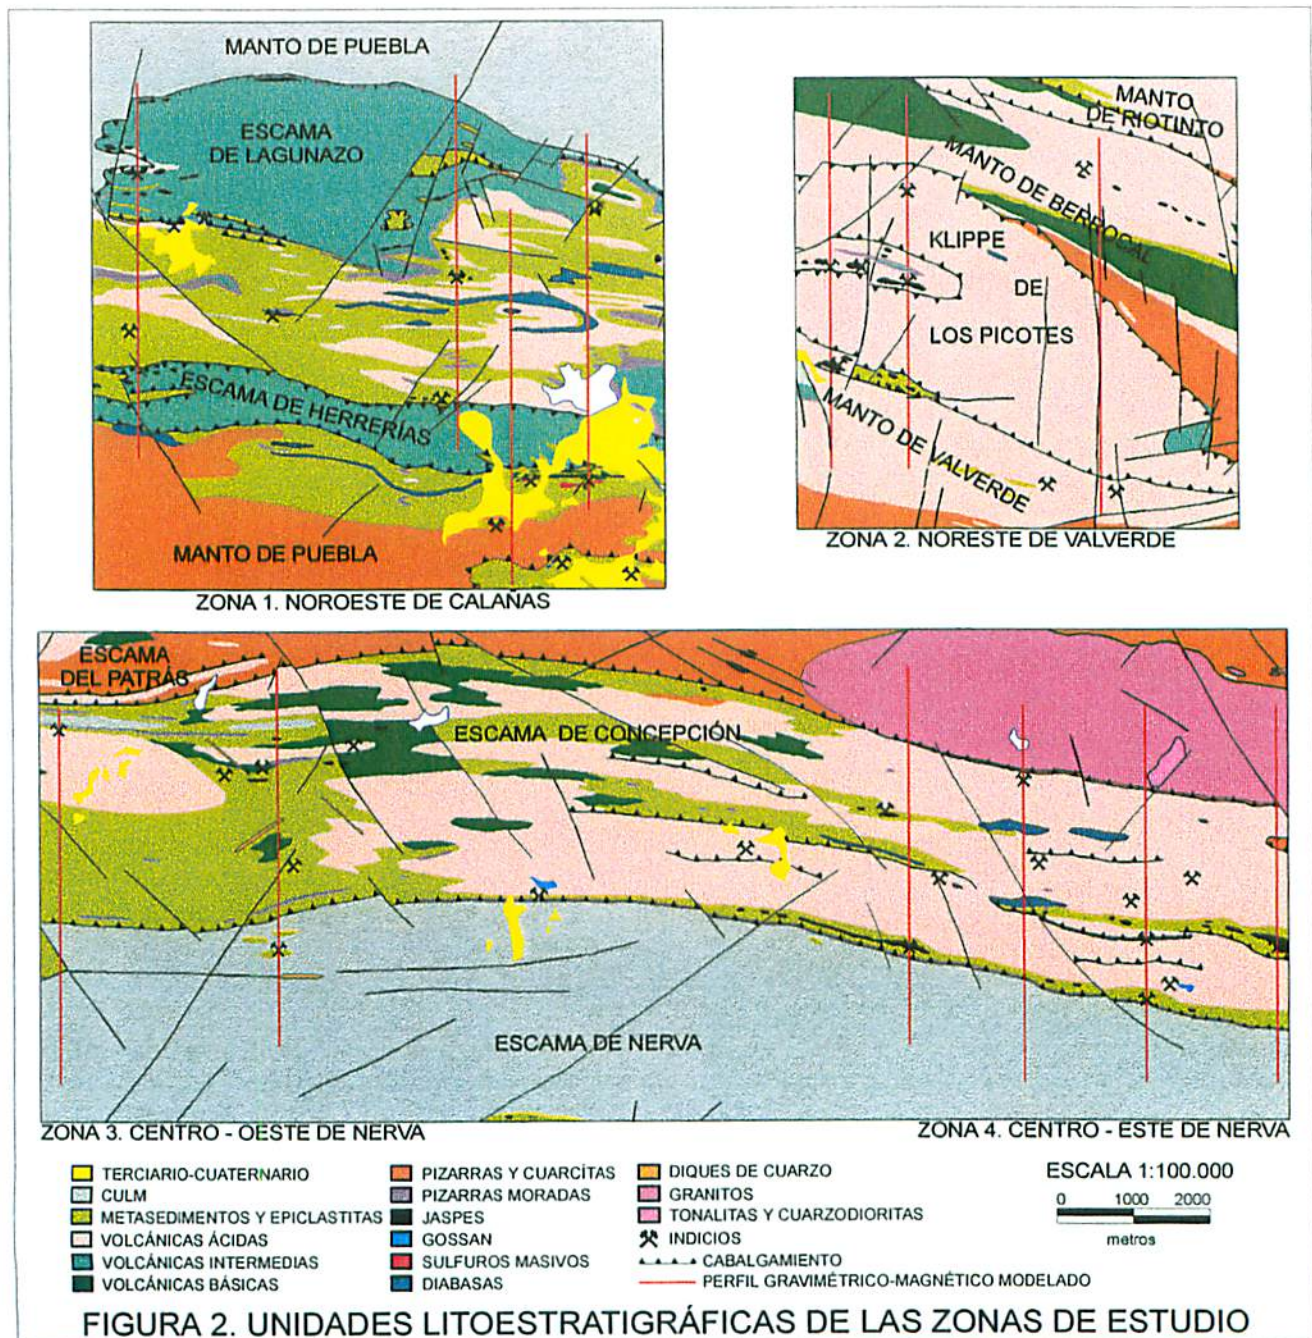 MANTO DE PUEBLA
ESCAMA
DE LAGUNAZO
ESCAMA DE HERRERÍAS
MANTO DE PUEBLA
ZONA 1. NOROESTE DE CALAÑAS
MANTO
DE RIOTINTO
MANTO DE BERROCAL
KLIPPE
DE
LOS PICOTES
MANTO DE VALVERDE
ZONA 2. NORESTE DE VALVERDE
ESCAMA
DEL PATRÁS
ESCAMA DE CONCEPCIÓN
ESCAMA DE NERVA
ZONA 3. CENTRO - OESTE DE NERVA
ZONA 4. CENTRO - ESTE DE NERVA
TERCIARIO-CUATERNARIO
CULM
METASEDIMENTOS Y EPICLASTITAS
VOLCÁNICAS ÁCIDAS
VOLCÁNICAS INTERMEDIAS
VOLCÁNICAS BÁSICAS
PIZARRAS Y CUARCÍTAS
PIZARRAS MORADAS
JASPES
GOSSAN
SULFUROS MASIVOS
DIABASAS
DIQUES DE CUARZO
GRANITOS
TONALITAS Y CUARZODIORITAS
INDICIOS
CABALGAMIENTO
PERFIL GRAVIMÉTRICO-MAGNÉTICO MODELADO
ESCALA 1:100.000
0 1000 2000
metros
FIGURA 2. UNIDADES LITOESTRATIGRÁFICAS DE LAS ZONAS DE ESTUDIO